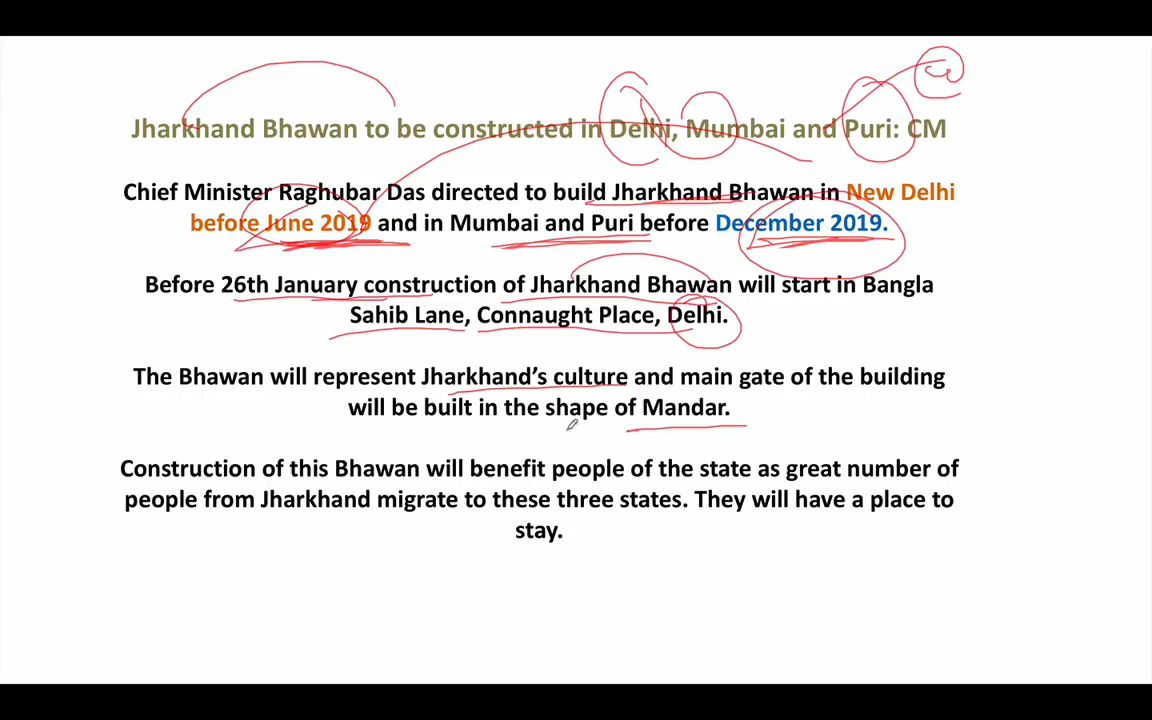 Jharkhand Bhawan to be constructed in Delhi, Mumbai and Puri: CM
Chief Minister Raghubar Das directed to build Jharkhand Bhawan in New Delhi
before June 2019 and in Mumbai and Puri before December 2019.
Before 26th January construction of Jharkhand Bhawan will start in Bangla
Sahib Lane, Connaught Place, Delhi.
The Bhawan will represent Jharkhand’s culture and main gate of the building
will be built in the shape of Mandar.
Construction of this Bhawan will benefit people of the state as great number of
people from Jharkhand migrate to these three states. They will have a place to
stay.